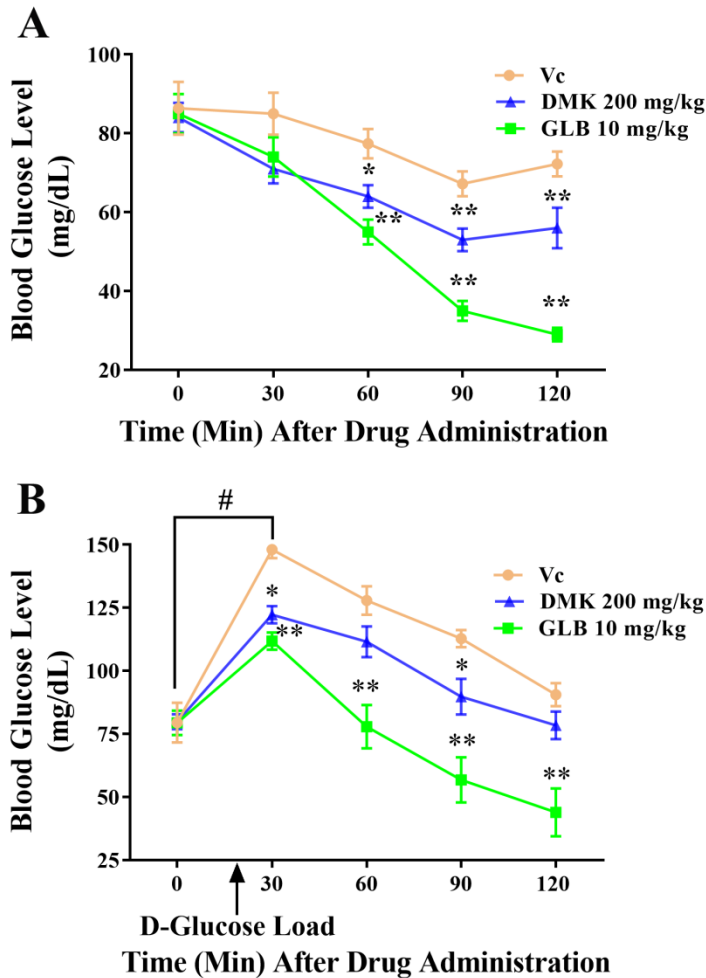 A
Blood Glucose Level
(mg/dL)
100
80
60
40
20
Vc
DMK 200 mg/kg
GLB 10 mg/kg
*
**
**
**
**
**
0 30 60 90 120
Time (Min) After Drug Administration
B
#
Blood Glucose Level
(mg/dL)
150
125
100
75
50
25
Vc
DMK 200 mg/kg
GLB 10 mg/kg
*
**
*
**
**
**
0 30 60 90 120
D-Glucose Load
Time (Min) After Drug Administration